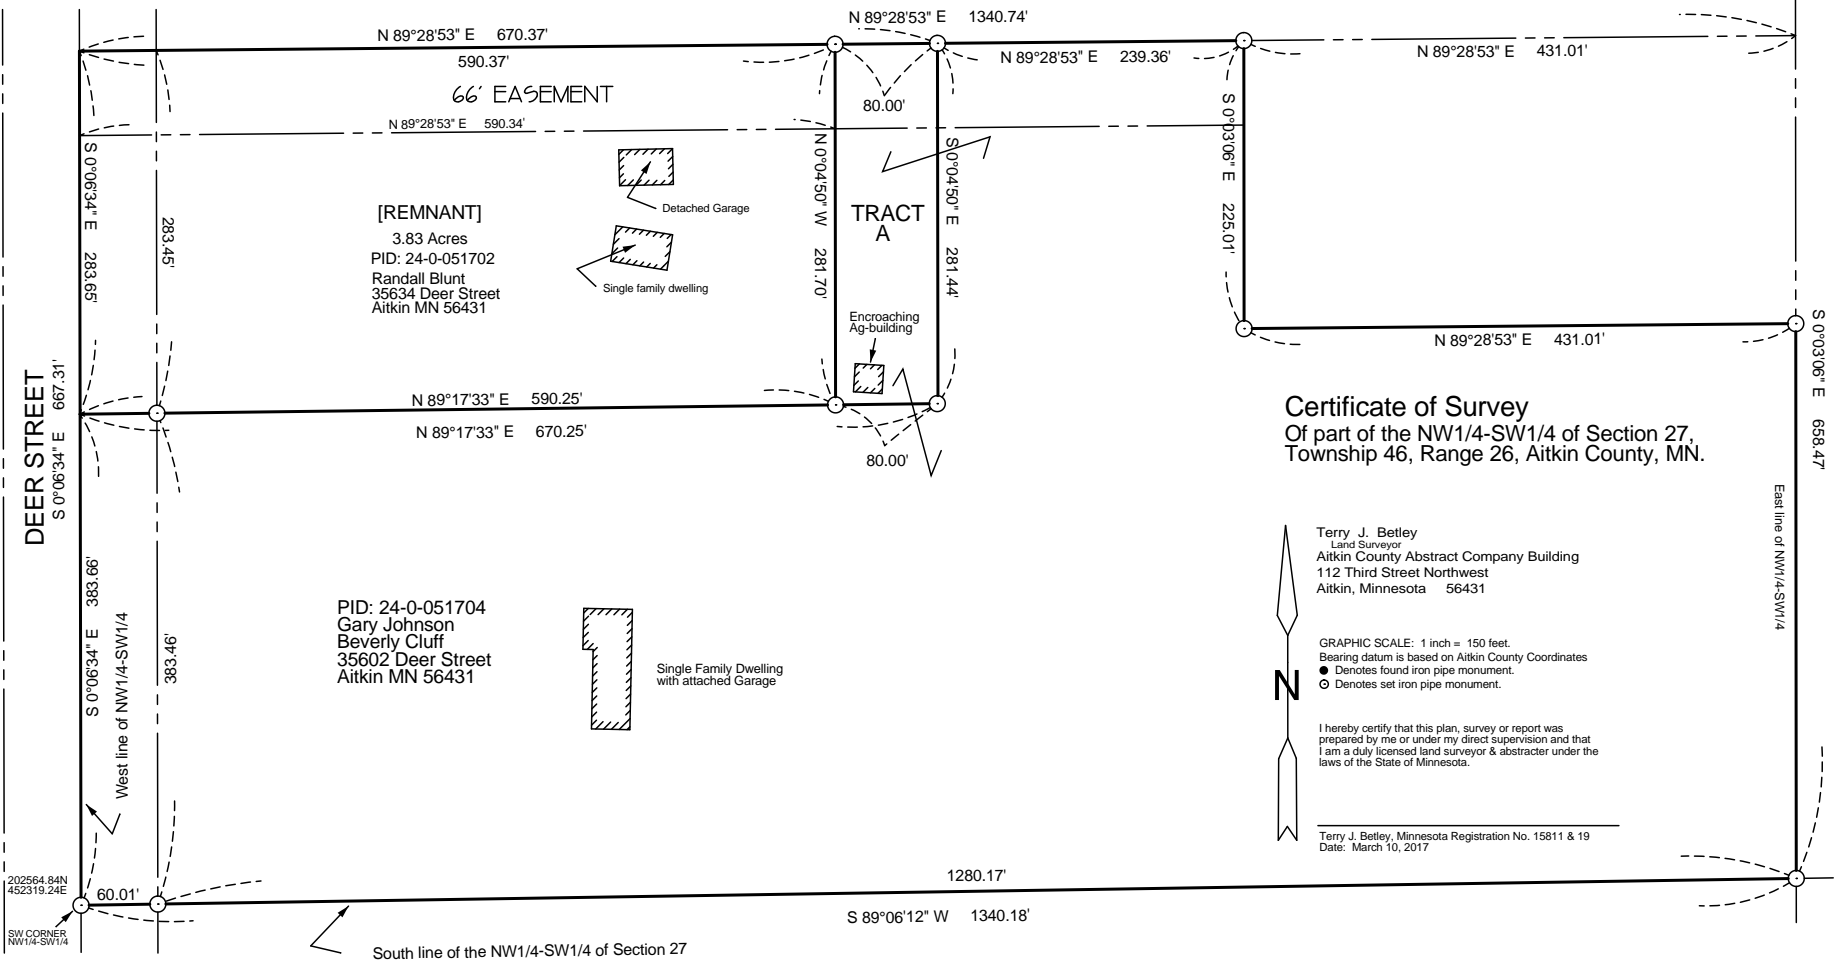 N 89°28'53" E 1340.74'
N 89°28'53" E 670.37'
590.37'
N 89°28'53" E 239.36'
N 89°28'53" E 431.01'
66' EASEMENT
80.00'
N 89°28'53" E 590.34'
S 0°06'34" E 283.65'
283.45'
[REMNANT]
3.83 Acres
PID: 24-0-051702
Randall Blunt
35634 Deer Street
Aitkin MN 56431
Detached Garage
Single family dwelling
N 0°04'50" W 281.70'
TRACT
A
S 0°04'50" E 281.44'
Encroaching
Ag-building
S 0°03'06" E 225.01'
N 89°28'53" E 431.01'
S 0°03'06" E 658.47'
DEER STREET
S 0°06'34" E 667.31'
N 89°17'33" E 590.25'
N 89°17'33" E 670.25'
80.00'
Certificate of Survey
Of part of the NW1/4-SW1/4 of Section 27,
Township 46, Range 26, Aitkin County, MN.
East line of NW1/4-SW1/4
Terry J. Betley
Land Surveyor
Aitkin County Abstract Company Building
112 Third Street Northwest
Aitkin, Minnesota 56431
S 0°06'34" E 383.66'
West line of NW1/4-SW1/4
383.46'
PID: 24-0-051704
Gary Johnson
Beverly Cluff
35602 Deer Street
Aitkin MN 56431
Single Family Dwelling
with attached Garage
N
GRAPHIC SCALE: 1 inch = 150 feet.
Bearing datum is based on Aitkin County Coordinates
Denotes found iron pipe monument.
Denotes set iron pipe monument.
I hereby certify that this plan, survey or report was
prepared by me or under my direct supervision and that
I am a duly licensed land surveyor & abstracter under the
laws of the State of Minnesota.
Terry J. Betley, Minnesota Registration No. 15811 & 19
Date: March 10, 2017
202564.84N
452319.24E
60.01'
1280.17'
S 89°06'12" W 1340.18'
SW CORNER
NW1/4-SW1/4
South line of the NW1/4-SW1/4 of Section 27